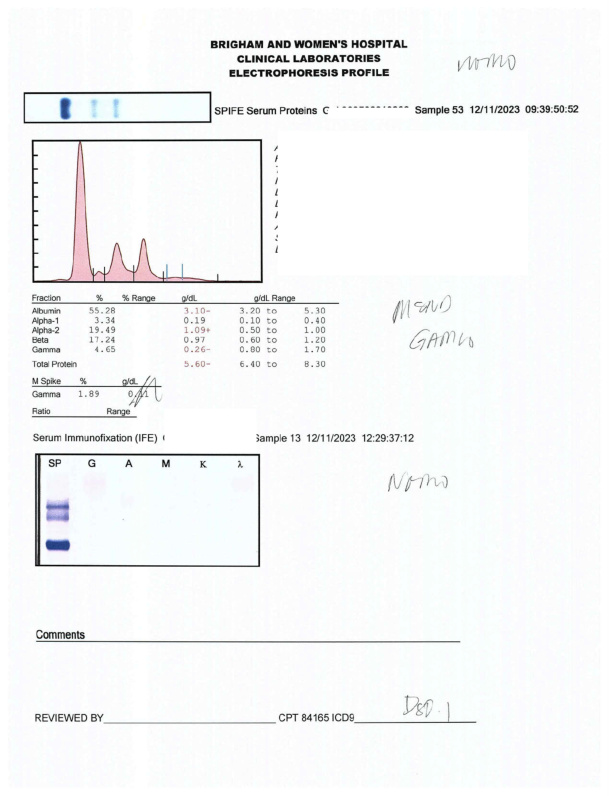 BRIGHAM AND WOMEN'S HOSPITAL
CLINICAL LABORATORIES
ELECTROPHORESIS PROFILE
NOMO
SPIFE Serum Proteins C Sample 53 12/11/2023 09:39:50:52
Fraction % % Range g/dL g/dL Range
Albumin 55.28 3.10- 3.20 to 5.30
Alpha-1 3.34 0.19 0.10 to 0.40
Alpha-2 19.49 1.09+ 0.50 to 1.00
Beta 17.24 0.97 0.60 to 1.20
Gamma 4.65 0.26- 0.80 to 1.70
Total Protein 5.60- 6.40 to 8.30
M Spike % g/dL
Gamma 1.89 0.11
Ratio Range
GAMLO
Serum Immunofixation (IFE) Sample 13 12/11/2023 12:29:37:12
SP G A M K λ
NOMO
Comments
REVIEWED BY CPT 84165 ICD9